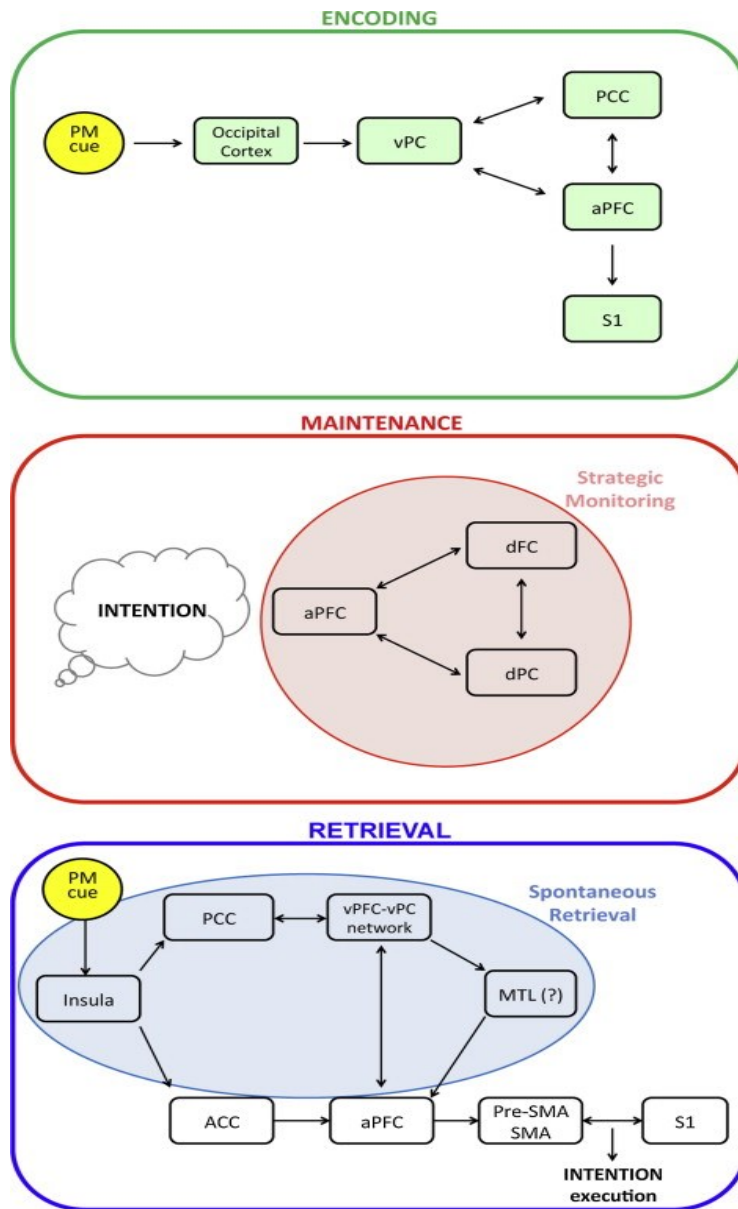 ENCODING
PM
cue
Occipital
Cortex
vPC
PCC
aPFC
S1
MAINTENANCE
Strategic
Monitoring
INTENTION
aPFC
dFC
dPC
RETRIEVAL
PM
cue
Spontaneous
Retrieval
PCC
vPFC-vPC
network
Insula
MTL (?)
ACC
aPFC
Pre-SMA
SMA
S1
INTENTION
execution